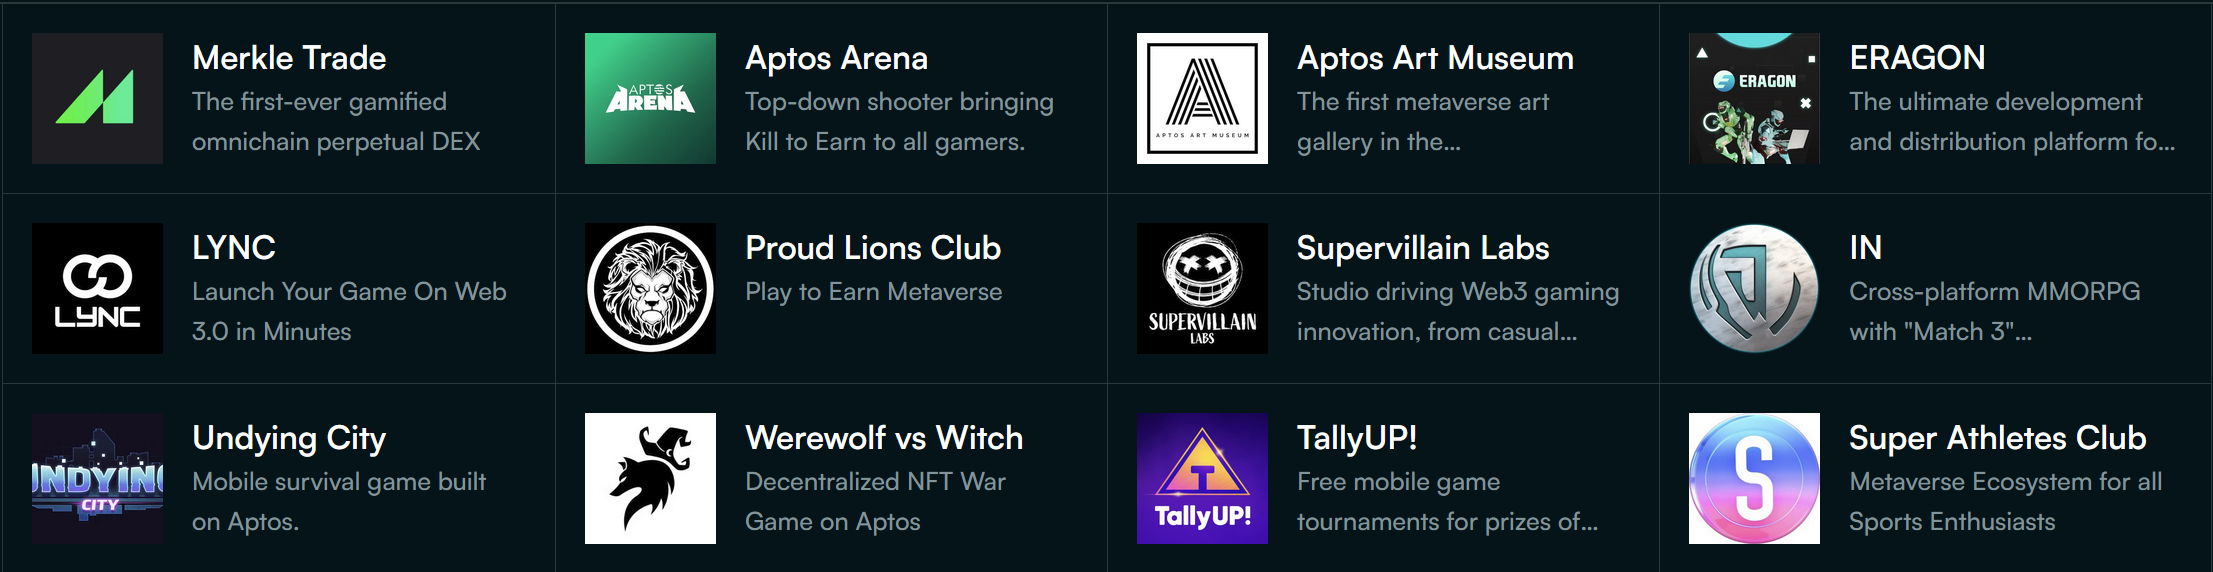 Merkle Trade
The first-ever gamified
omnichain perpetual DEX
APTOS
ARENA
Aptos Arena
Top-down shooter bringing
Kill to Earn to all gamers.
APTOS ART MUSEUM
Aptos Art Museum
The first metaverse art
gallery in the...
ERAGON
ERAGON
The ultimate development
and distribution platform fo...
LYNC
LYNC
Launch Your Game On Web
3.0 in Minutes
Proud Lions Club
Play to Earn Metaverse
SUPERVILLAIN
LABS
Supervillain Labs
Studio driving Web3 gaming
innovation, from casual...
IN
Cross-platform MMORPG
with "Match 3"...
UNDYING
CITY
Undying City
Mobile survival game built
on Aptos.
Werewolf vs Witch
Decentralized NFT War
Game on Aptos
T
TallyUP!
TallyUP!
Free mobile game
tournaments for prizes of...
S
Super Athletes Club
Metaverse Ecosystem for all
Sports Enthusiasts